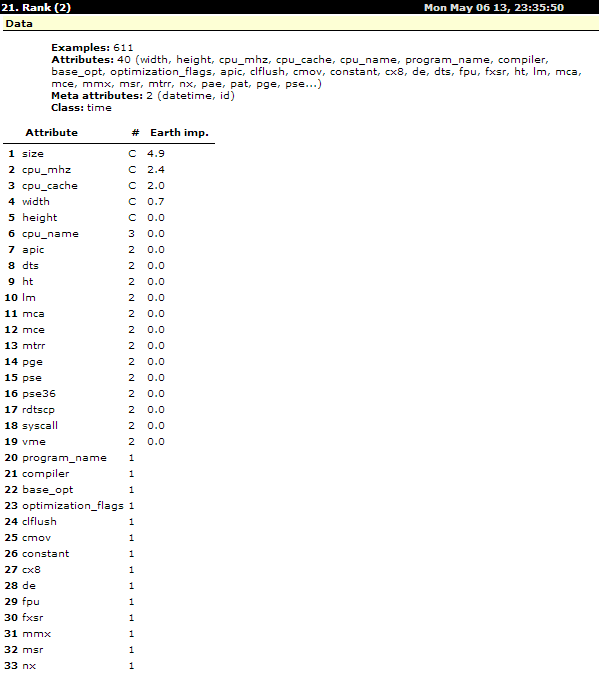 21. Rank (2) Mon May 06 13, 23:35:50
Data
Examples: 611
Attributes: 40 (width, height, cpu_mhz, cpu_cache, cpu_name, program_name, compiler,
base_opt, optimization_flags, apic, clflush, cmov, constant, cx8, de, dts, fpu, fxsr, ht, lm, mca,
mce, mmx, msr, mtrr, nx, pae, pat, pge, pse...)
Meta attributes: 2 (datetime, id)
Class: time
Attribute # Earth imp.
1 size C 4.9
2 cpu_mhz C 2.4
3 cpu_cache C 2.0
4 width C 0.7
5 height C 0.0
6 cpu_name 3 0.0
7 apic 2 0.0
8 dts 2 0.0
9 ht 2 0.0
10 lm 2 0.0
11 mca 2 0.0
12 mce 2 0.0
13 mtrr 2 0.0
14 pge 2 0.0
15 pse 2 0.0
16 pse36 2 0.0
17 rdtscp 2 0.0
18 syscall 2 0.0
19 vme 2 0.0
20 program_name 1
21 compiler 1
22 base_opt 1
23 optimization_flags 1
24 clflush 1
25 cmov 1
26 constant 1
27 cx8 1
28 de 1
29 fpu 1
30 fxsr 1
31 mmx 1
32 msr 1
33 nx 1